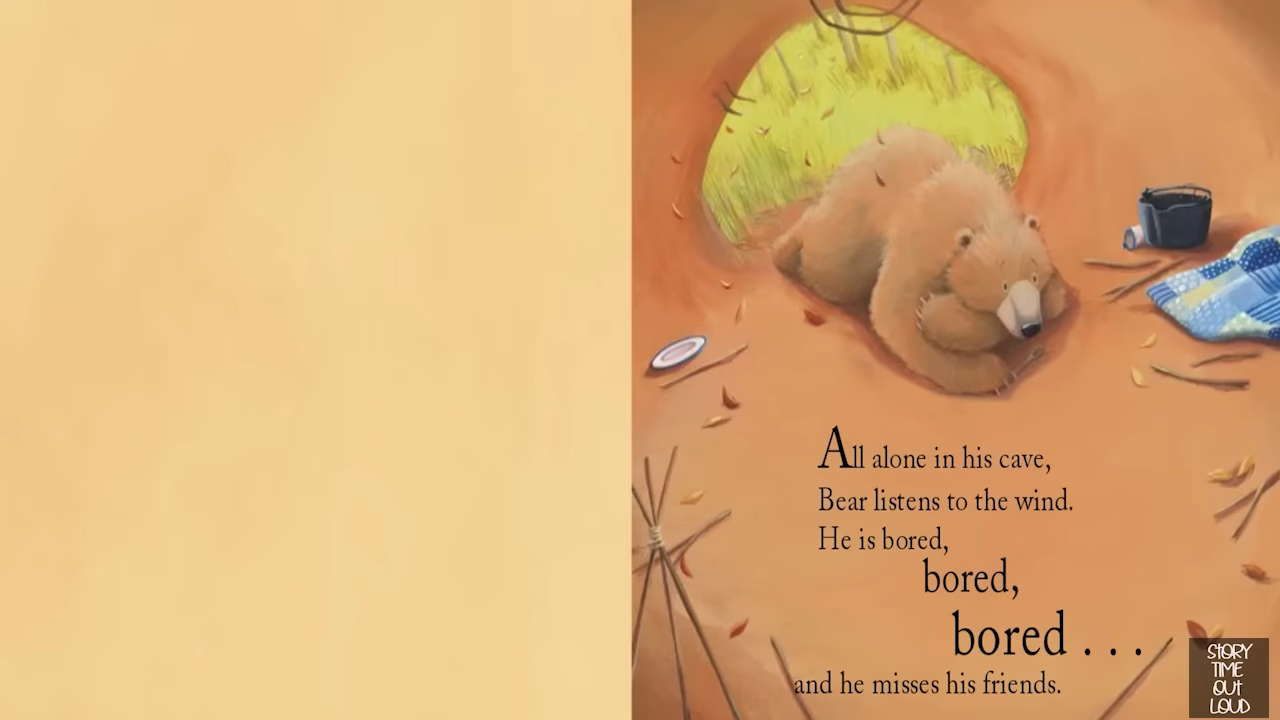 All alone in his cave,
Bear listens to the wind.
He is bored,
bored,
bored . . .
and he misses his friends.
STORY
TIME
OUT
LOUD